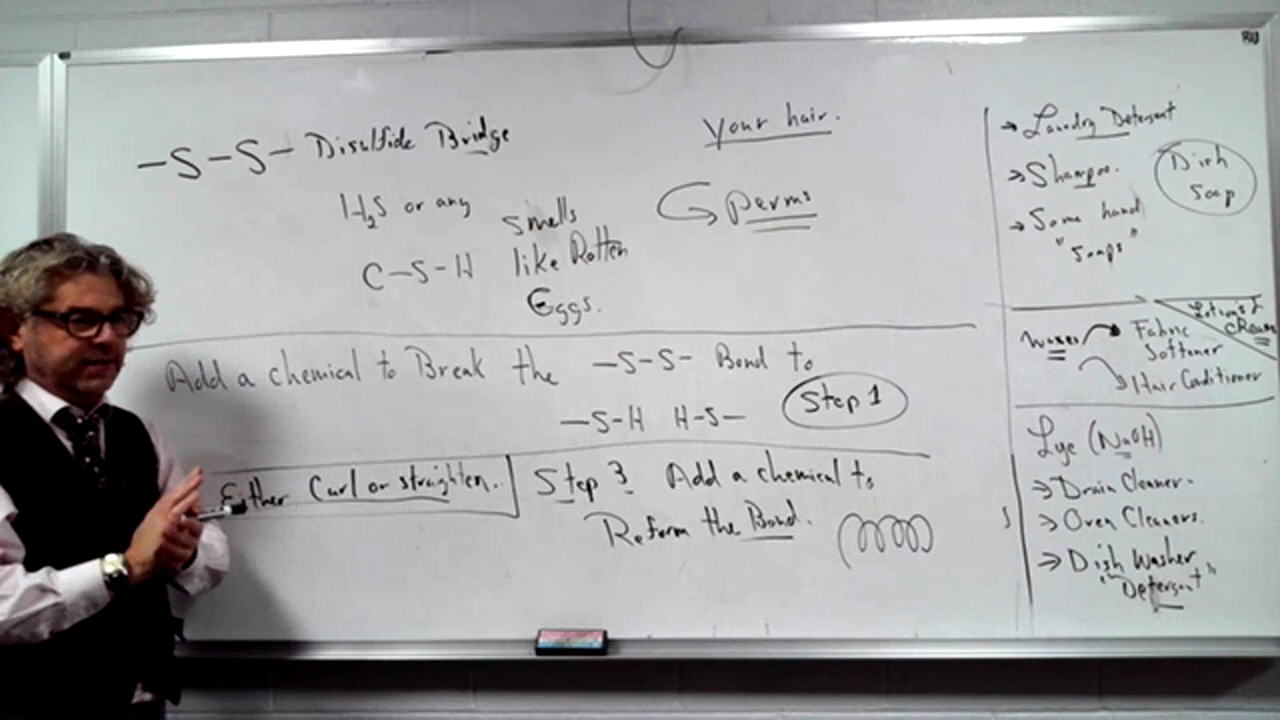 -S-S- Disulfide Bridge
H₂S or any
C-S-H
smells
like Rotten
Eggs.
your hair.
perms
Add a chemical to Break the -S-S- Bond to
-S-H H-S-
Step 1
Either Curl or straighten.
Step 3 Add a chemical to
Reform the Bond.
→ Laundry Detergent
→ Shampoo.
→ Some hand
"Soaps"
Dish
Soap
Waxes
Fabric
Softener
Hair Conditioner
Lotions &
Cream
Lye (NaOH)
→ Drain Cleaner.
→ Oven Cleaners.
→ Dish Washer
"Detergent"